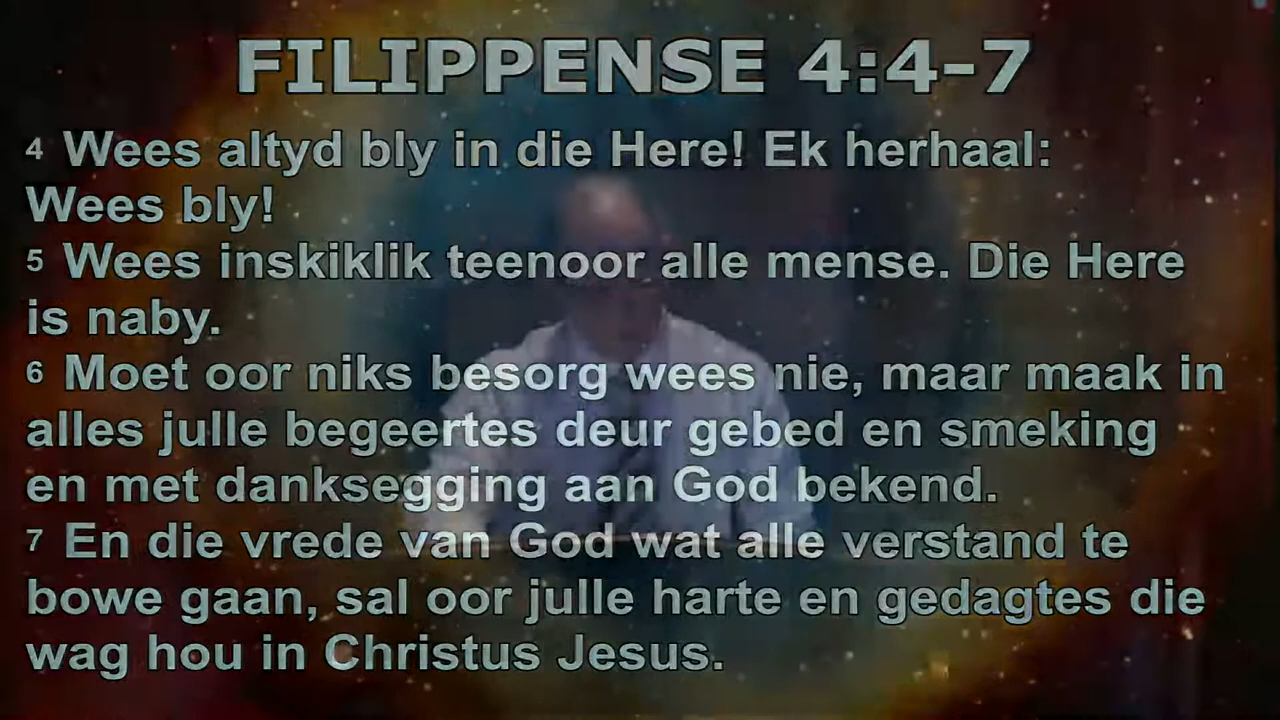 FILIPPENSE 4:4-7
4 Wees altyd bly in die Here! Ek herhaal:
Wees bly!
5 Wees inskiklik teenoor alle mense. Die Here
is naby.
6 Moet oor niks besorg wees nie, maar maak in
alles julle begeertes deur gebed en smeking
en met danksegging aan God bekend.
7 En die vrede van God wat alle verstand te
bowe gaan, sal oor julle harte en gedagtes die
wag hou in Christus Jesus.